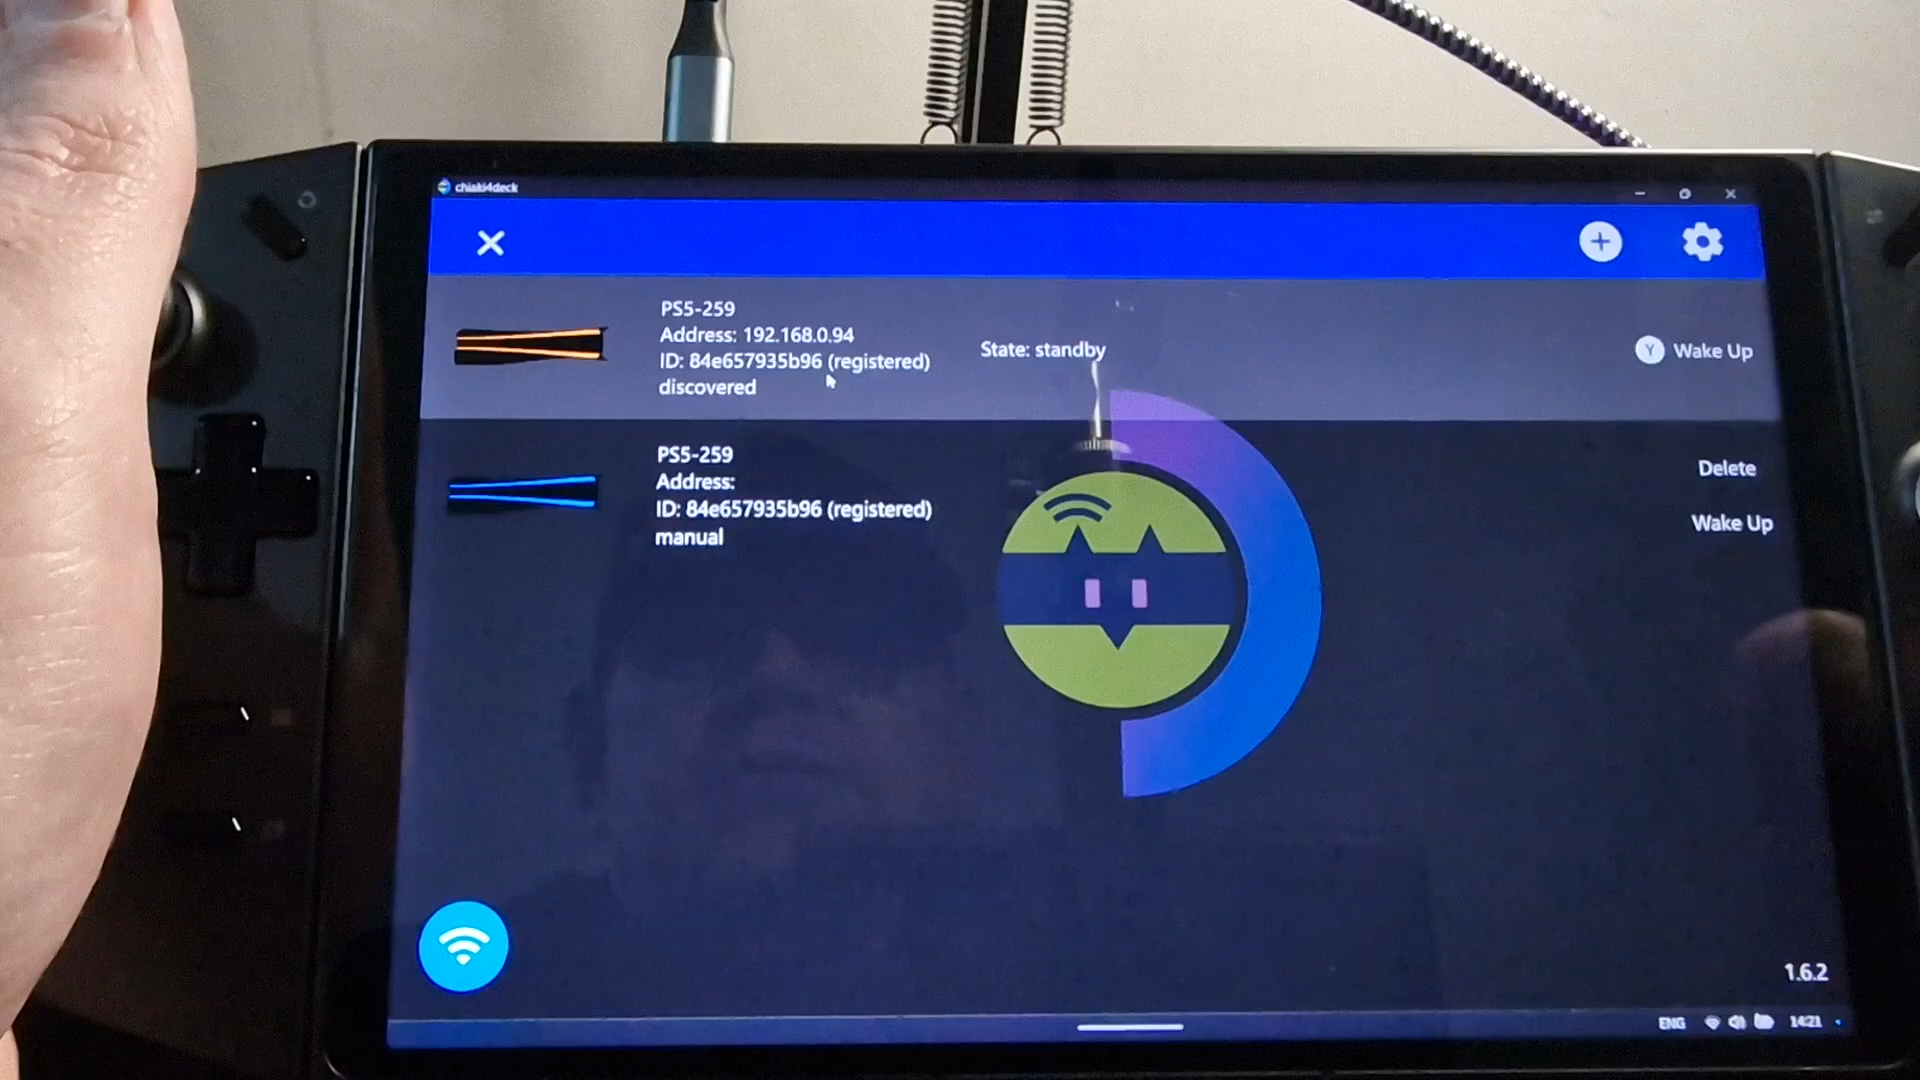 chiaki4deck
PS5-259
Address: 192.168.0.94
ID: 84e657935b96 (registered)
discovered
State: standby
Y Wake Up
PS5-259
Address:
ID: 84e657935b96 (registered)
manual
Delete
Wake Up
1.6.2
ENG 14:21